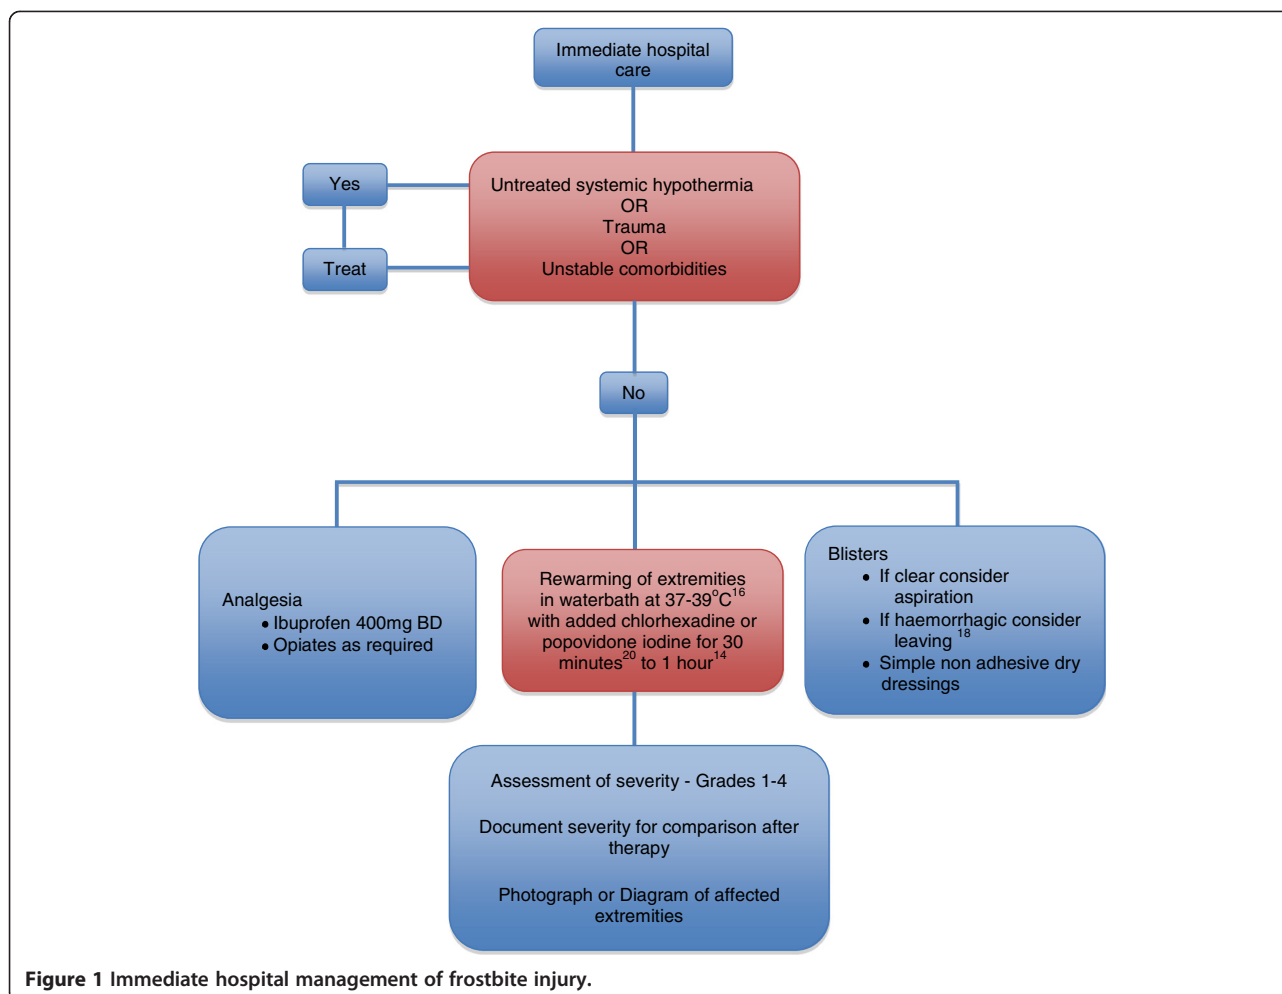 Immediate hospital
care
Untreated systemic hypothermia
OR
Trauma
OR
Unstable comorbidities
Yes
Treat
No
Analgesia
• Ibuprofen 400mg BD
• Opiates as required
Rewarming of extremities
in waterbath at 37-39°C16
with added chlorhexadine or
popovidone iodine for 30
minutes20 to 1 hour14
Blisters
• If clear consider
aspiration
• If haemorrhagic consider
leaving 18
• Simple non adhesive dry
dressings
Assessment of severity - Grades 1-4
Document severity for comparison after
therapy
Photograph or Diagram of affected
extremities
Figure 1 Immediate hospital management of frostbite injury.